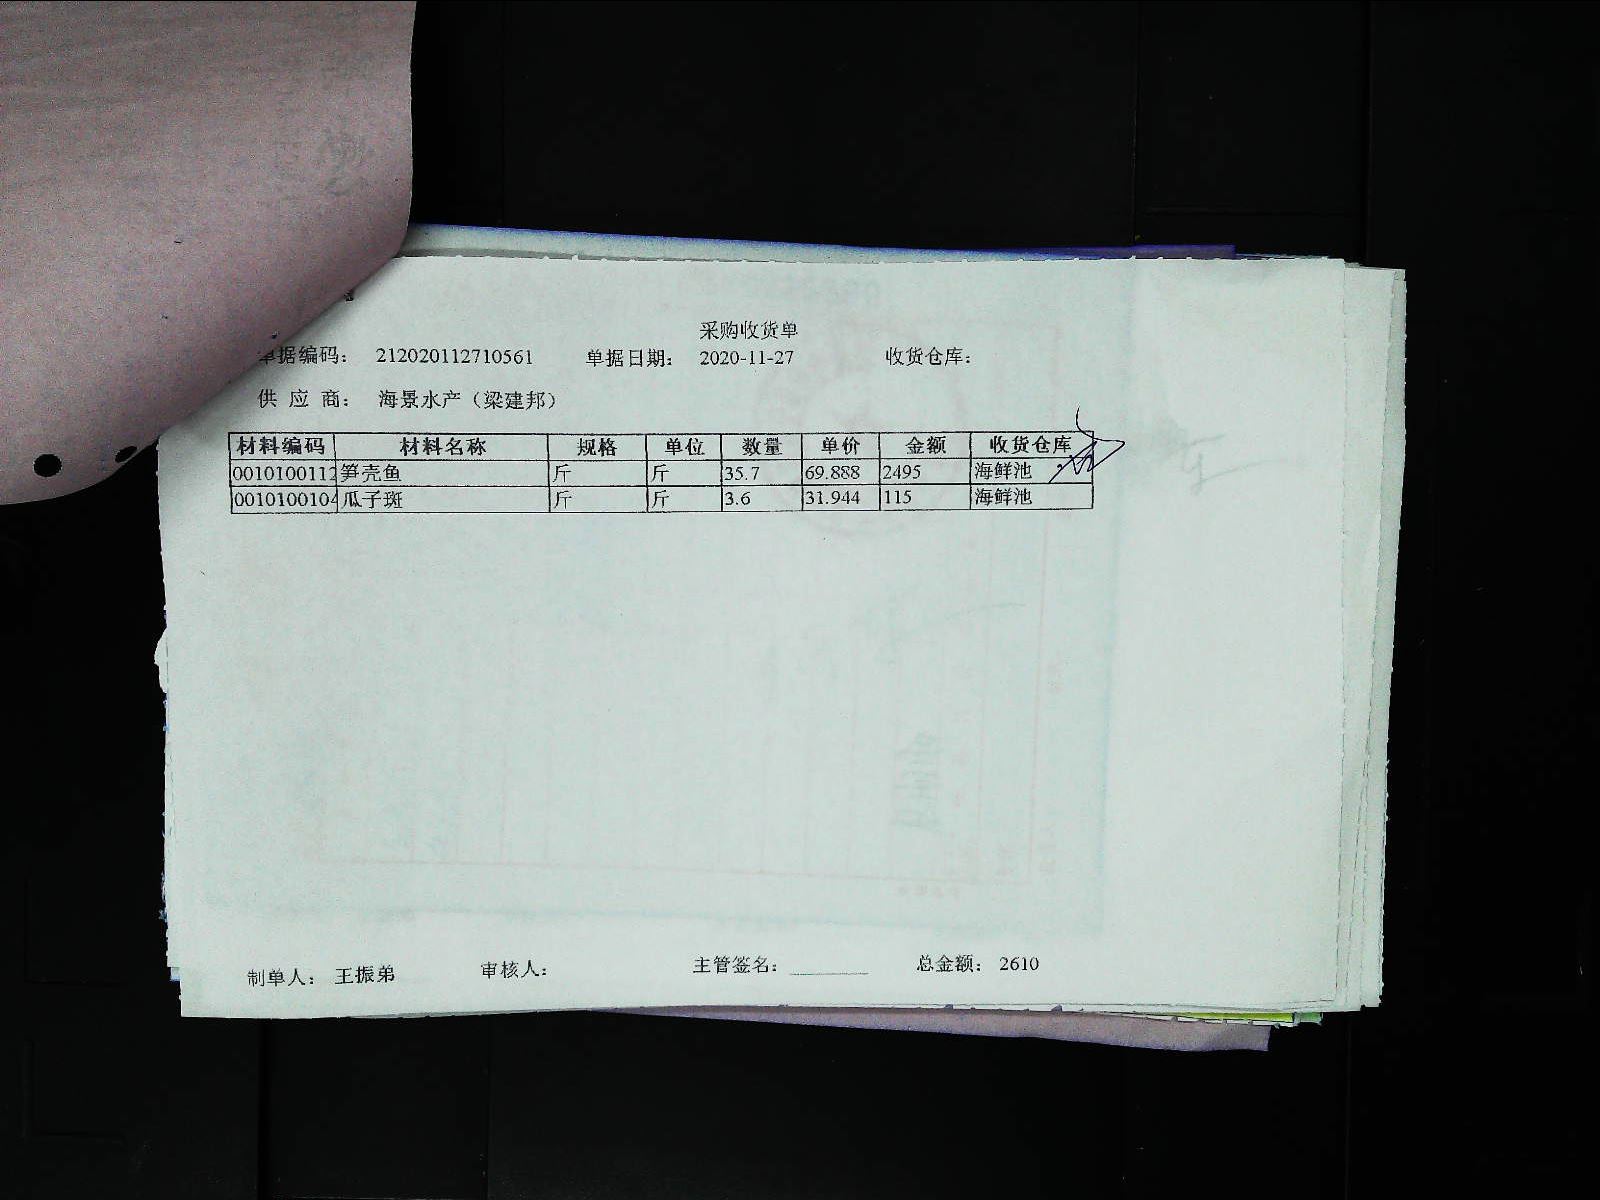 采购收货单
单据编码： 212020112710561 单据日期： 2020-11-27 收货仓库：
供 应 商： 海景水产（梁建邦）
材料编码 材料名称 规格 单位 数量 单价 金额 收货仓库
0010100112 笋壳鱼 斤 斤 35.7 69.888 2495 海鲜池
0010100104 瓜子斑 斤 斤 3.6 31.944 115 海鲜池
制单人： 王振弟 审核人： 主管签名： ________ 总金额： 2610